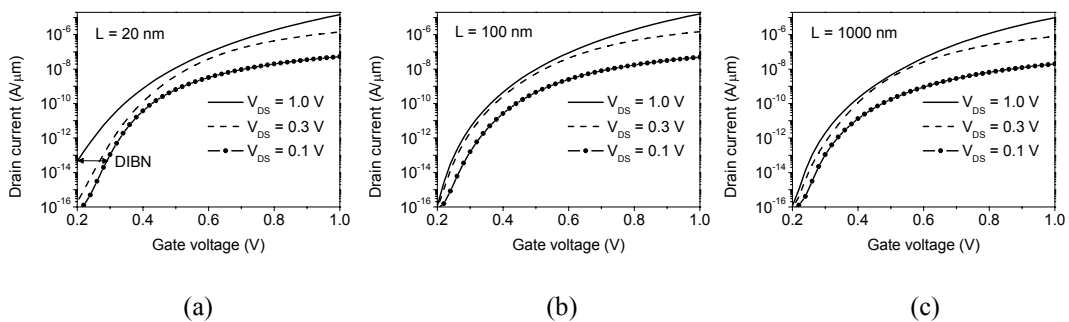 Drain current (A/μm)
10⁻⁶
10⁻⁸
10⁻¹⁰
10⁻¹²
10⁻¹⁴
10⁻¹⁶
L = 20 nm
V_DS = 1.0 V
V_DS = 0.3 V
V_DS = 0.1 V
DIBN
0.2 0.4 0.6 0.8 1.0
Gate voltage (V)
(a)
Drain current (A/μm)
10⁻⁶
10⁻⁸
10⁻¹⁰
10⁻¹²
10⁻¹⁴
10⁻¹⁶
L = 100 nm
V_DS = 1.0 V
V_DS = 0.3 V
V_DS = 0.1 V
0.2 0.4 0.6 0.8 1.0
Gate voltage (V)
(b)
Drain current (A/μm)
10⁻⁶
10⁻⁸
10⁻¹⁰
10⁻¹²
10⁻¹⁴
10⁻¹⁶
L = 1000 nm
V_DS = 1.0 V
V_DS = 0.3 V
V_DS = 0.1 V
0.2 0.4 0.6 0.8 1.0
Gate voltage (V)
(c)